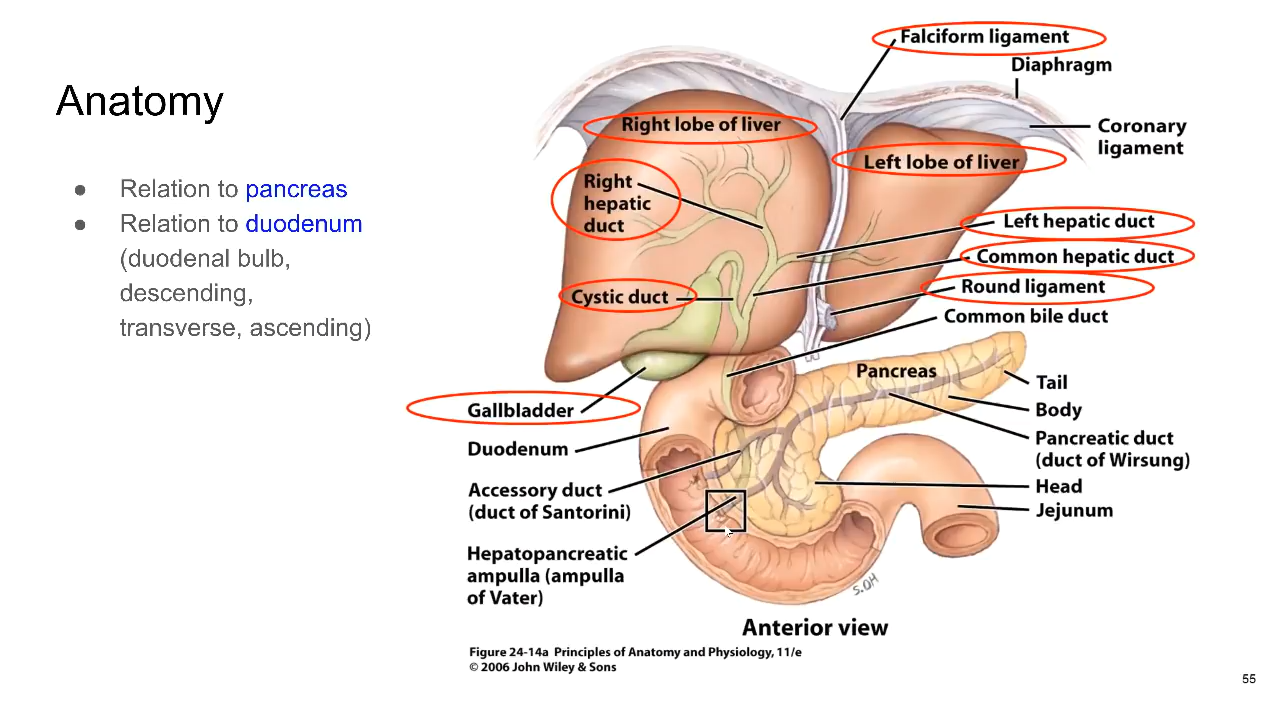 Anatomy
● Relation to pancreas
● Relation to duodenum
(duodenal bulb,
descending,
transverse, ascending)
Falciform ligament
Diaphragm
Right lobe of liver
Coronary
ligament
Left lobe of liver
Right
hepatic
duct
Left hepatic duct
Common hepatic duct
Cystic duct
Round ligament
Common bile duct
Pancreas
Tail
Gallbladder
Body
Duodenum
Pancreatic duct
(duct of Wirsung)
Accessory duct
(duct of Santorini)
Head
Jejunum
Hepatopancreatic
ampulla (ampulla
of Vater)
S.OH
Anterior view
Figure 24-14a Principles of Anatomy and Physiology, 11/e
© 2006 John Wiley & Sons
55